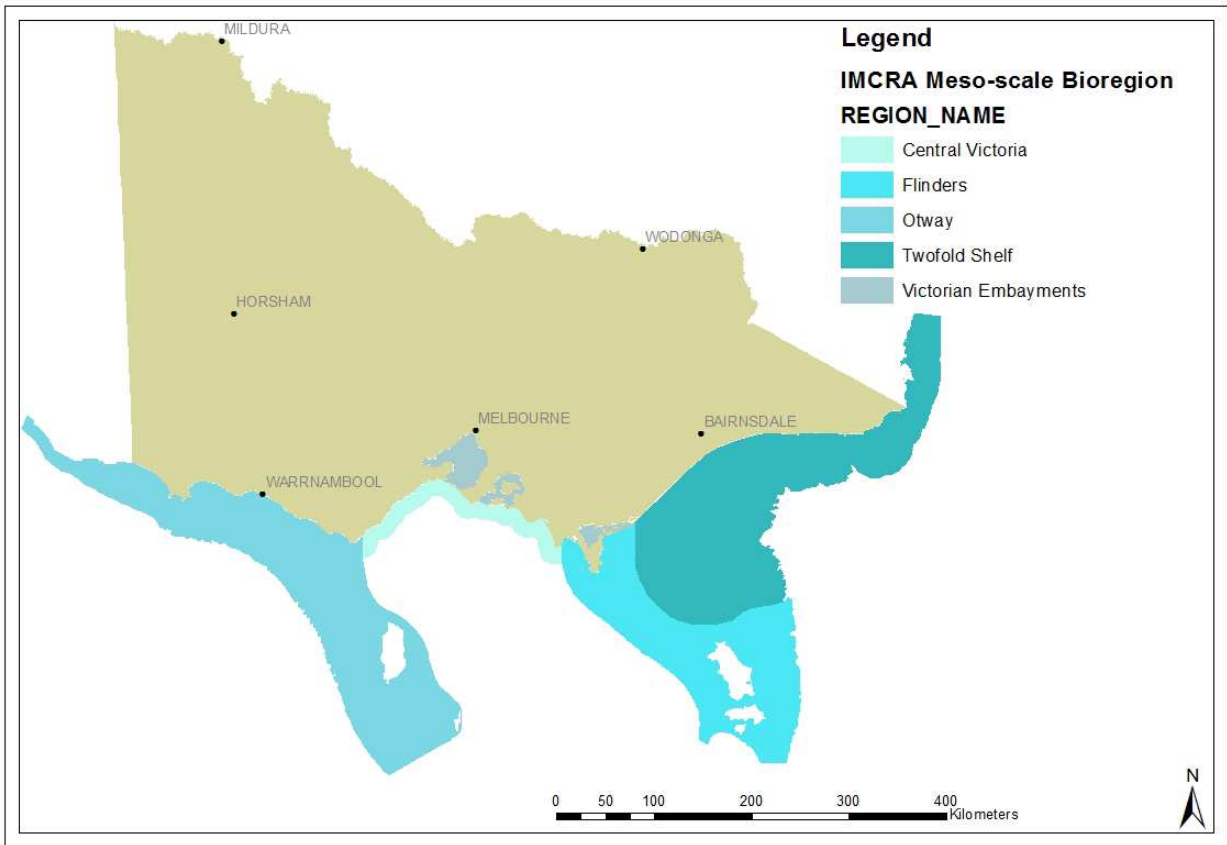 MILDURA
Legend
IMCRA Meso-scale Bioregion
REGION_NAME
Central Victoria
Flinders
Otway
Twofold Shelf
Victorian Embayments
WODONGA
HORSHAM
MELBOURNE
BAIRNSDALE
WARRNAMBOOL
N
0 50 100 200 300 400
Kilometers